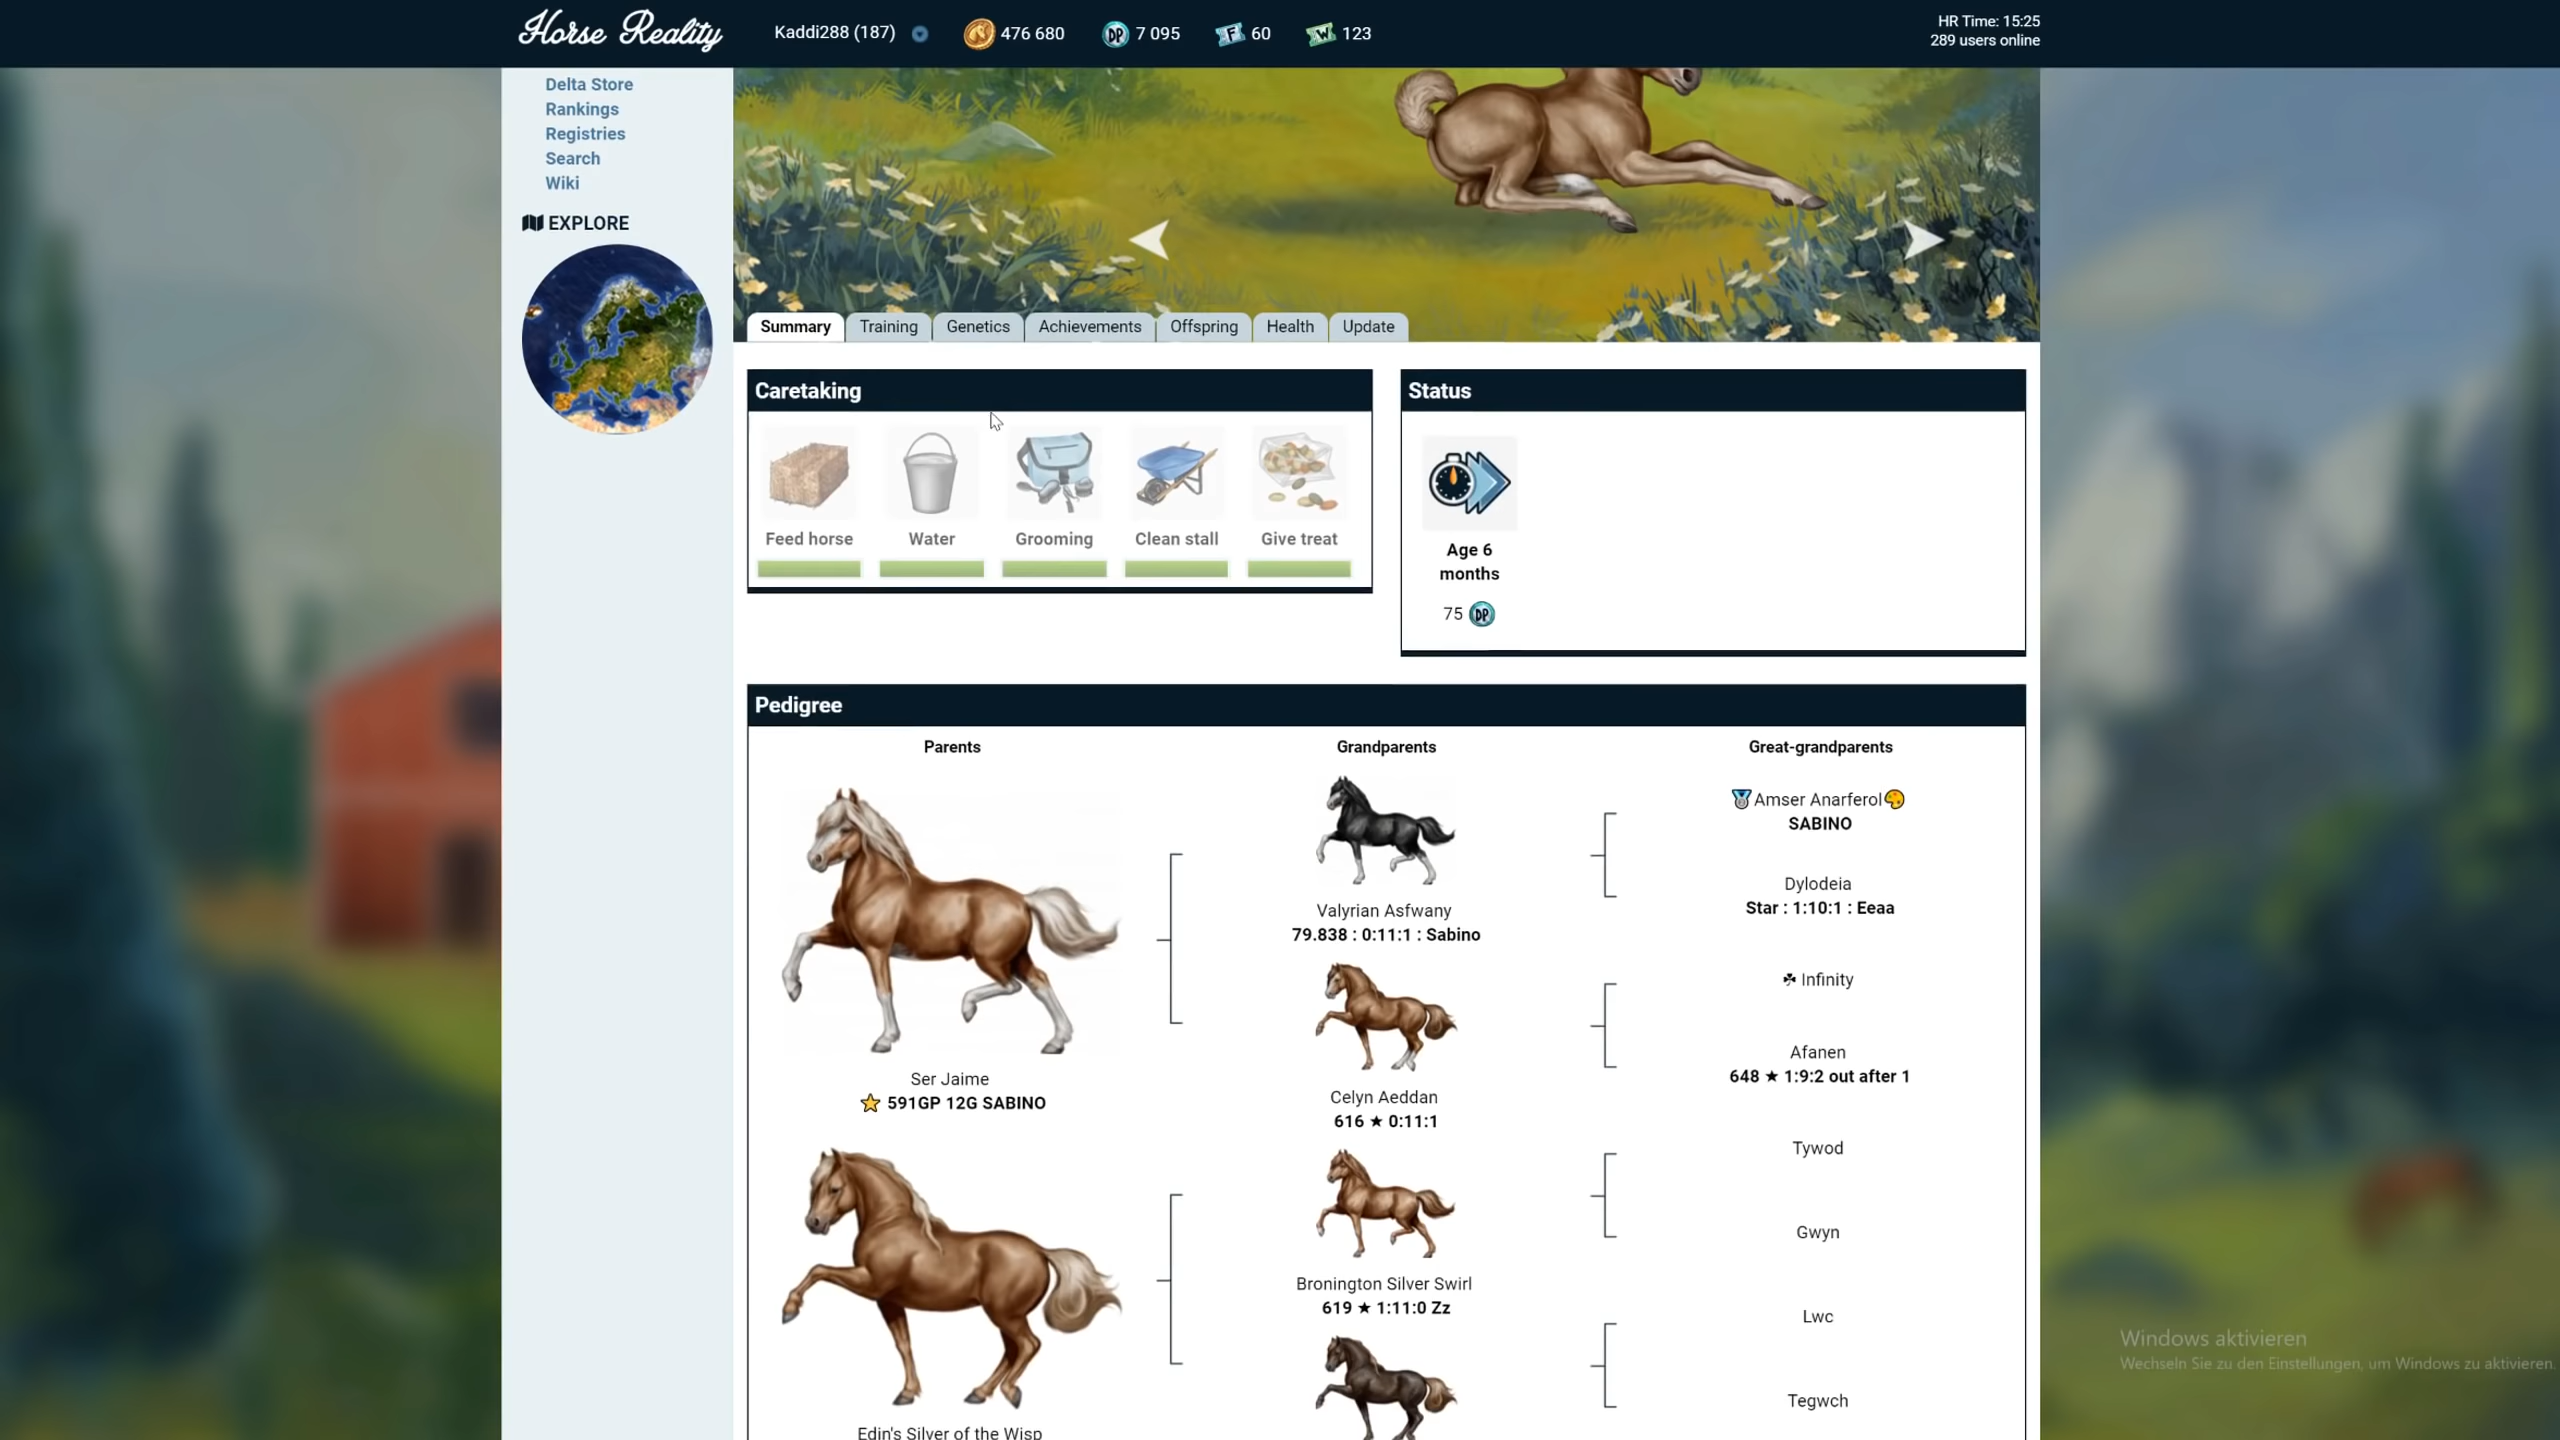 Horse Reality
Kaddi288 (187)
476 680
DP 7 095
F 60
W 123
HR Time: 15:25
289 users online
Delta Store
Rankings
Registries
Search
Wiki
EXPLORE
Summary
Training
Genetics
Achievements
Offspring
Health
Update
Caretaking
Feed horse
Water
Grooming
Clean stall
Give treat
Status
Age 6
months
75 DP
Pedigree
Parents
Grandparents
Great-grandparents
Ser Jaime
591GP 12G SABINO
Edin's Silver of the Wisp
Valyrian Asfwany
79.838 : 0:11:1 : Sabino
Celyn Aeddan
616 ★ 0:11:1
Bronington Silver Swirl
619 ★ 1:11:0 Zz
Amser Anarferol
SABINO
Dylodeia
Star : 1:10:1 : Eeaa
☘ Infinity
Afanen
648 ★ 1:9:2 out after 1
Tywod
Gwyn
Lwc
Tegwch
Windows aktivieren
Wechseln Sie zu den Einstellungen, um Windows zu aktivieren.